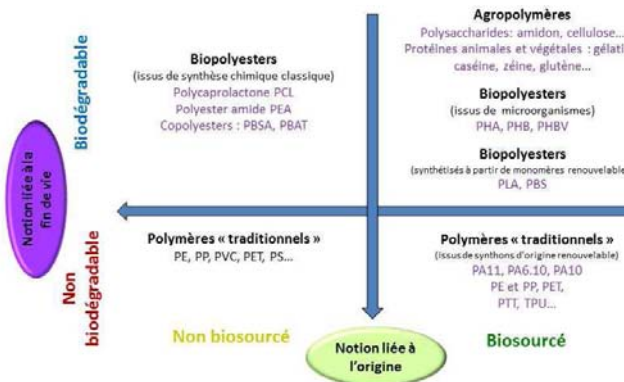 Agropolymères
Polysaccharides: amidon, cellulose...
Protéines animales et végétales : gélati
caséine, zéine, glutène...
Biopolyesters
(issus de synthèse chimique classique)
Polycaprolactone PCL
Polyester amide PEA
Copolyesters : PBSA, PBAT
Biopolyesters
(issus de microorganismes)
PHA, PHB, PHBV
Biopolyesters
(synthétisés à partir de monomères renouvelable
PLA, PBS
Biodégradable
Notion liée à la
fin de vie
Non
biodégradable
Polymères « traditionnels »
PE, PP, PVC, PET, PS...
Polymères « traditionnels »
(issus de synthons d'origine renouvelable)
PA11, PA6.10, PA10
PE et PP, PET,
PTT, TPU...
Non biosourcé
Notion liée à
l'origine
Biosourcé